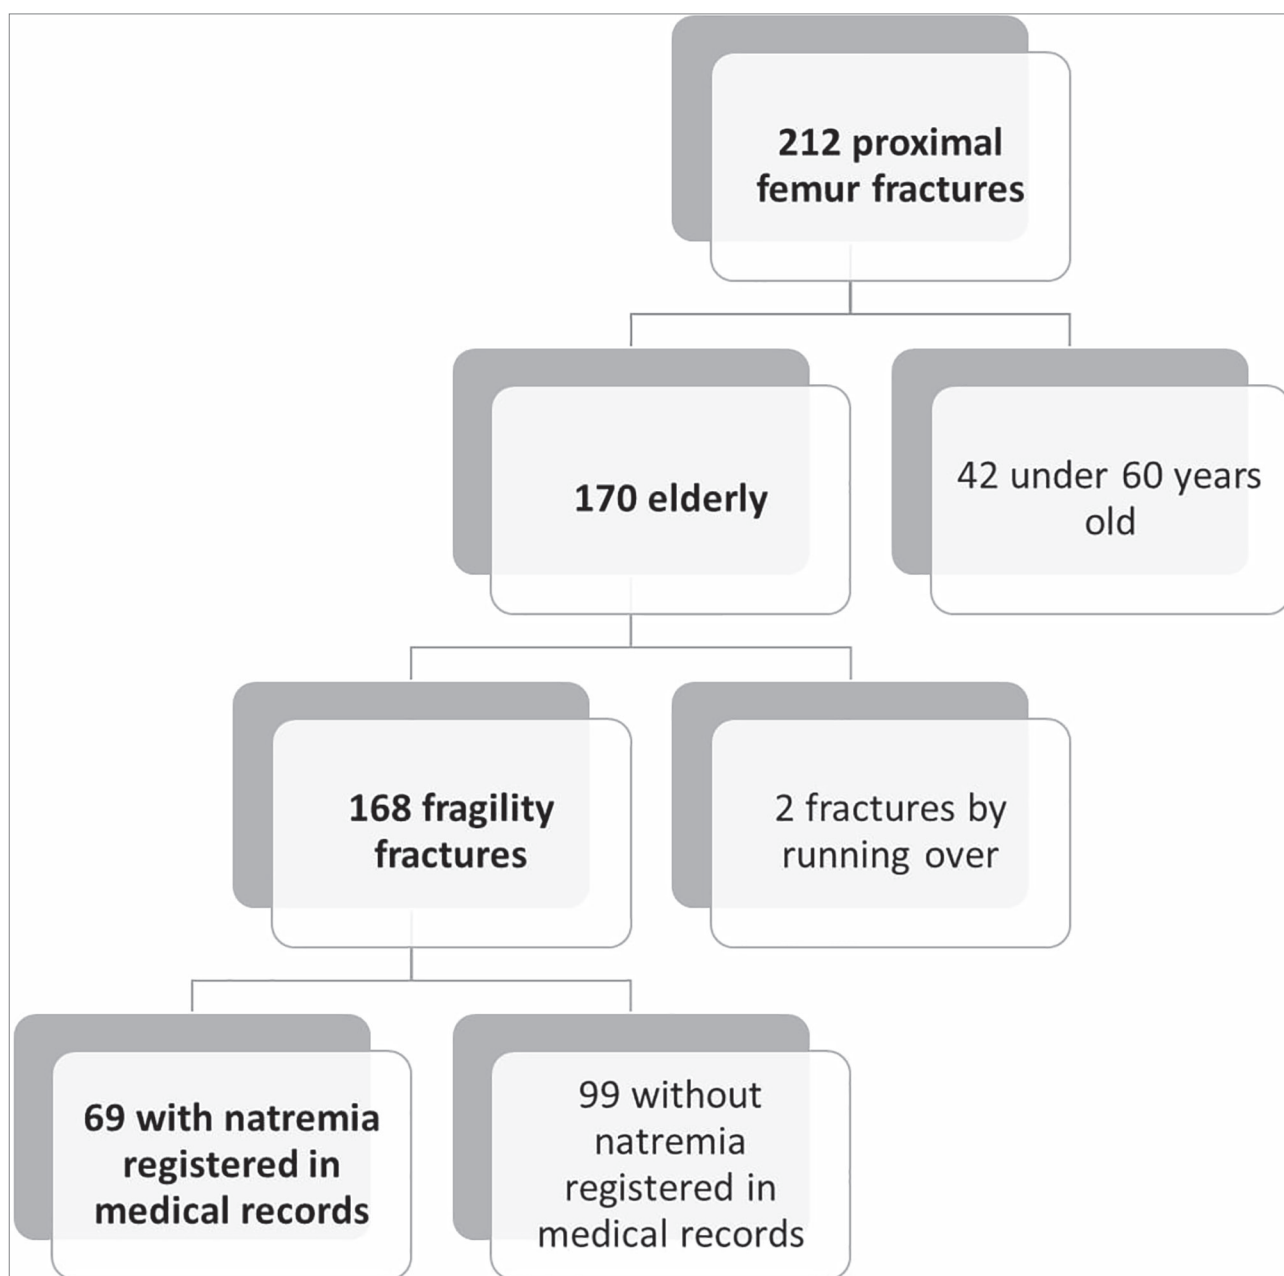 212 proximal
femur fractures
170 elderly
42 under 60 years
old
168 fragility
fractures
2 fractures by
running over
69 with natremia
registered in
medical records
99 without
natremia
registered in
medical records